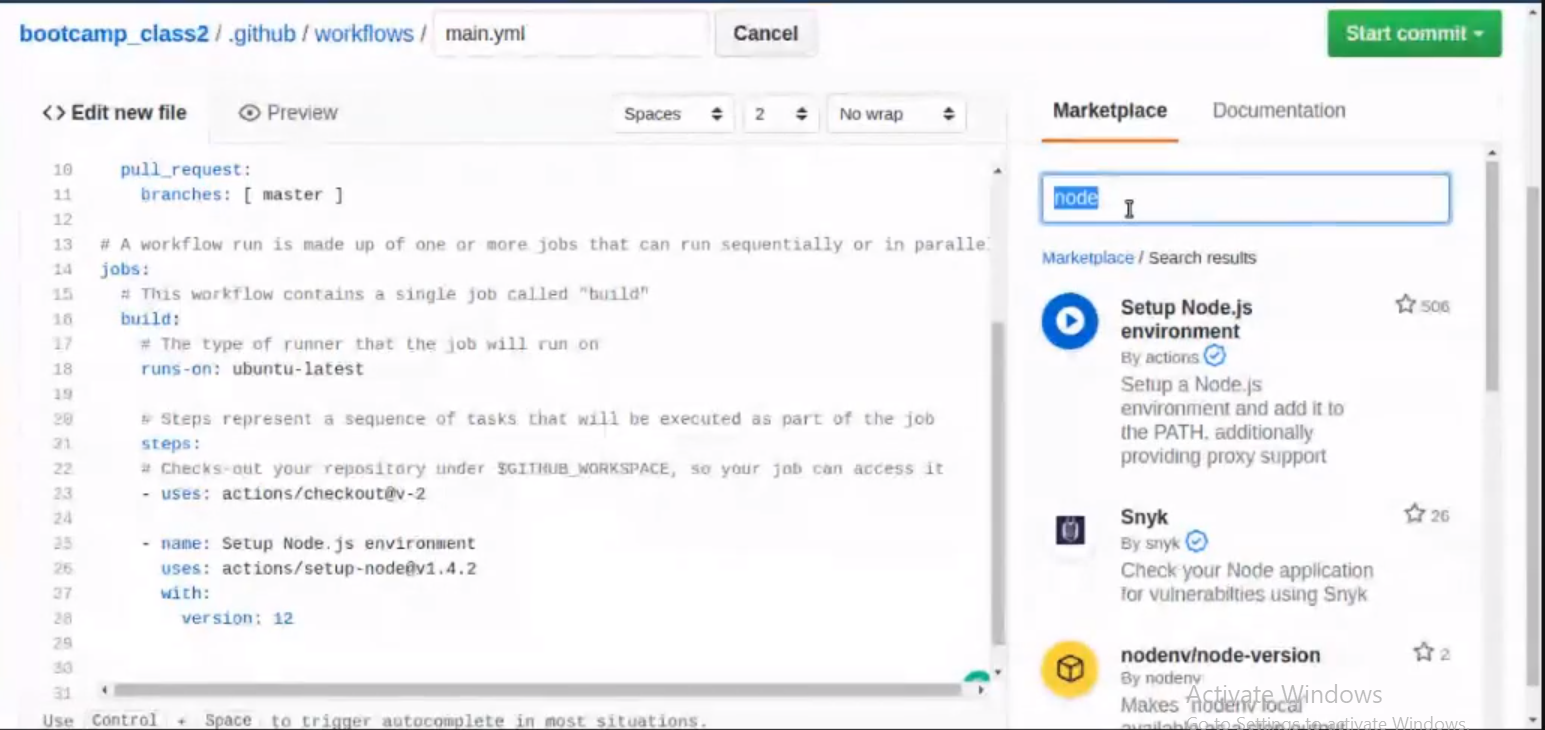 bootcamp_class2 / .github / workflows / main.yml Cancel Start commit
<> Edit new file Preview Spaces 2 No wrap Marketplace Documentation
10 pull_request:
11 branches: [ master ]
12
13 # A workflow run is made up of one or more jobs that can run sequentially or in parallel
14 jobs:
15 # This workflow contains a single job called "build"
16 build:
17 # The type of runner that the job will run on
18 runs-on: ubuntu-latest
19
20 # Steps represent a sequence of tasks that will be executed as part of the job
21 steps:
22 # Checks-out your repository under $GITHUB_WORKSPACE, so your job can access it
23 - uses: actions/checkout@v-2
24
25 - name: Setup Node.js environment
26 uses: actions/setup-node@v1.4.2
27 with:
28 version: 12
29
30
31
Use Control + Space to trigger autocomplete in most situations.
node
Marketplace / Search results
Setup Node.js 506
environment
By actions
Setup a Node.js
environment and add it to
the PATH, additionally
providing proxy support
Snyk 26
By snyk
Check your Node application
for vulnerabilties using Snyk
nodenv/node-version 2
By nodenv
Makes `nodenv local`
Activate Windows
Go to Settings to activate Windows.